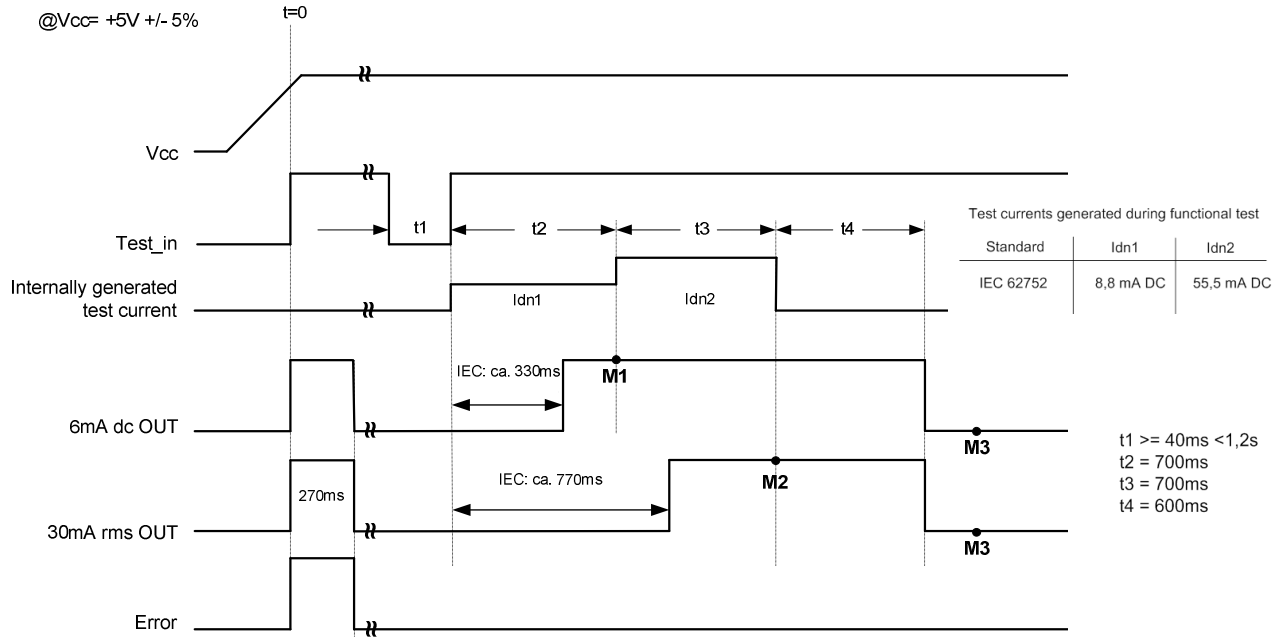 @Vcc= +5V +/- 5%
t=0
Vcc
Test_in
t1
t2
t3
t4
Test currents generated during functional test
Standard Idn1 Idn2
IEC 62752 8,8 mA DC 55,5 mA DC
Internally generated
test current
Idn1
Idn2
IEC: ca. 330ms
M1
6mA dc OUT
M3
t1 >= 40ms <1,2s
t2 = 700ms
t3 = 700ms
t4 = 600ms
270ms
IEC: ca. 770ms
M2
30mA rms OUT
M3
Error